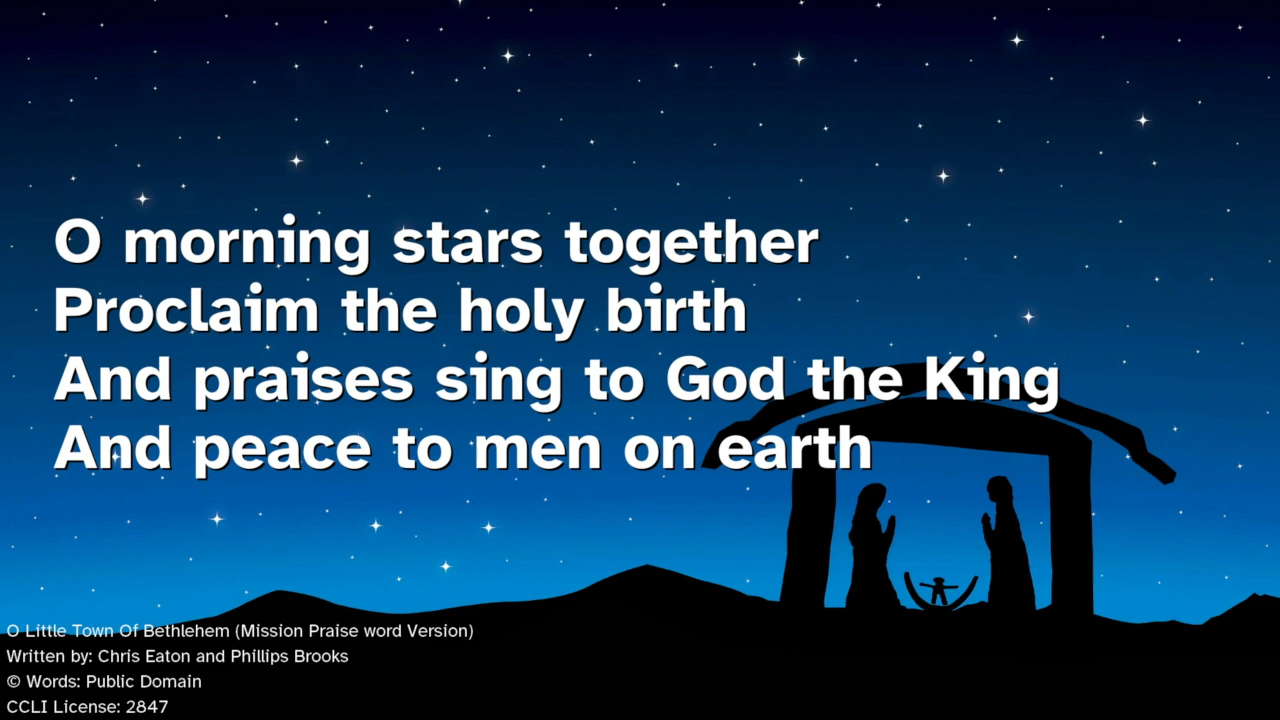 O morning stars together
Proclaim the holy birth
And praises sing to God the King
And peace to men on earth
O Little Town Of Bethlehem (Mission Praise word Version)
Written by: Chris Eaton and Phillips Brooks
© Words: Public Domain
CCLI License: 2847